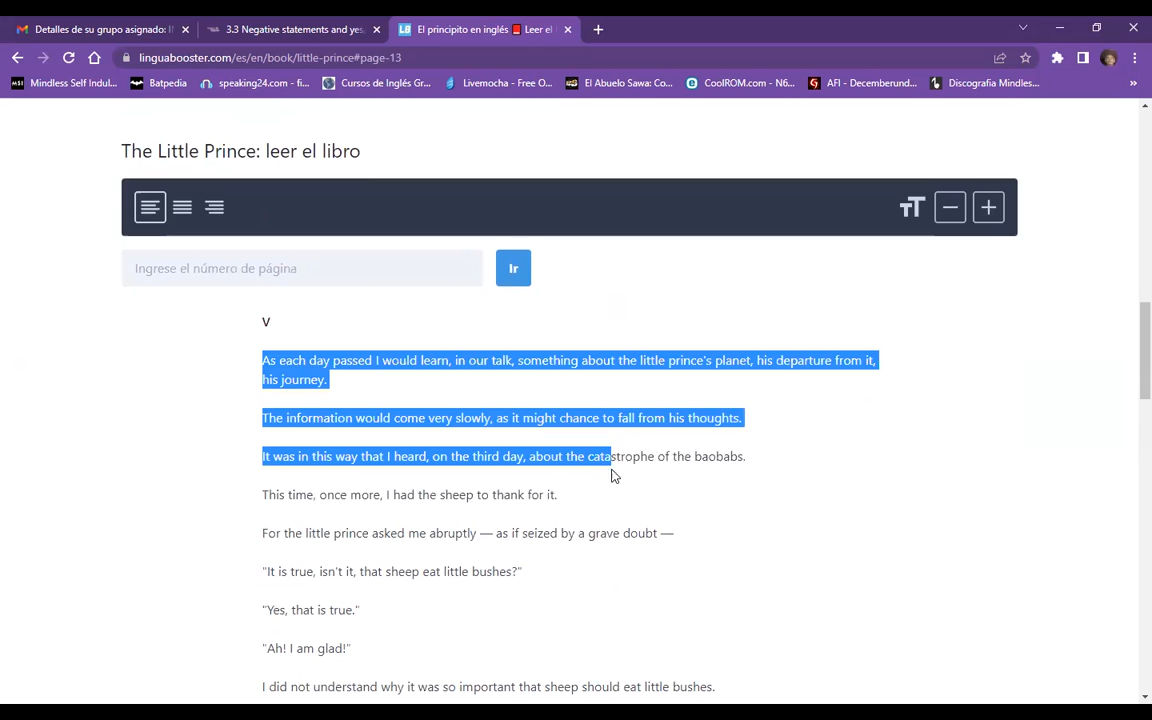 Detalles de su grupo asignado: I
3.3 Negative statements and yes,
LB El principito en inglés Leer el
linguabooster.com/es/en/book/little-prince#page-13
MSI Mindless Self Indul...
Batpedia
speaking24.com - fi...
Cursos de Inglés Gr...
Livemocha - Free O...
El Abuelo Sawa: Co...
CoolROM.com - N6...
AFI - Decemberund...
Discografia Mindles...
»
The Little Prince: leer el libro
TT − +
Ingrese el número de página
Ir
V
As each day passed I would learn, in our talk, something about the little prince's planet, his departure from it,
his journey.
The information would come very slowly, as it might chance to fall from his thoughts.
It was in this way that I heard, on the third day, about the catastrophe of the baobabs.
This time, once more, I had the sheep to thank for it.
For the little prince asked me abruptly — as if seized by a grave doubt —
"It is true, isn't it, that sheep eat little bushes?"
"Yes, that is true."
"Ah! I am glad!"
I did not understand why it was so important that sheep should eat little bushes.